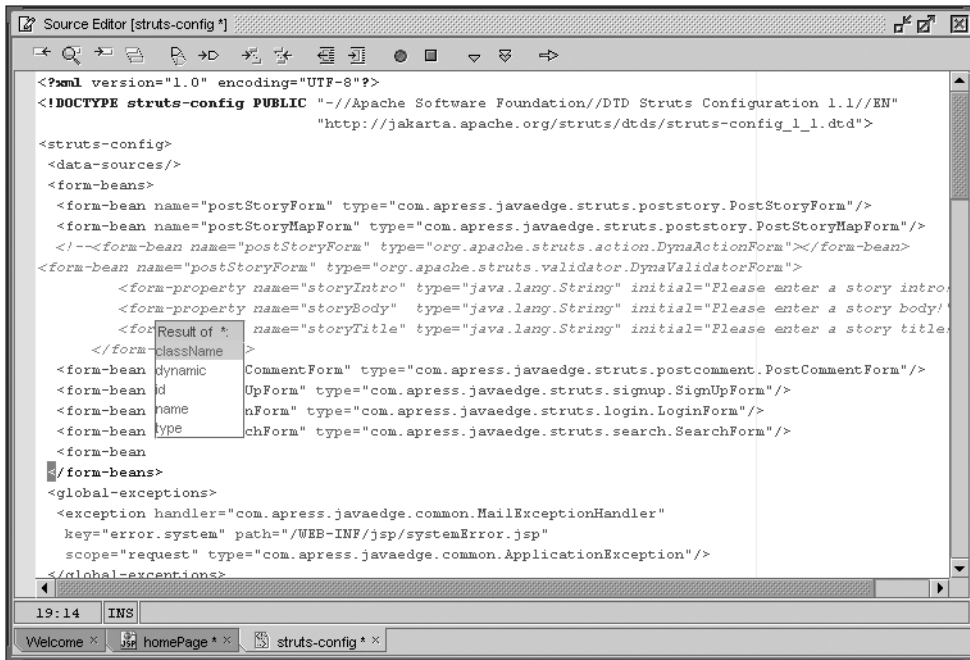 Source Editor [struts-config *]
<?xml version="1.0" encoding="UTF-8"?>
<!DOCTYPE struts-config PUBLIC "-//Apache Software Foundation//DTD Struts Configuration 1.1//EN"
"http://jakarta.apache.org/struts/dtds/struts-config_1_1.dtd">
<struts-config>
<data-sources/>
<form-beans>
<form-bean name="postStoryForm" type="com.apress.javaedge.struts.poststory.PostStoryForm"/>
<form-bean name="postStoryMapForm" type="com.apress.javaedge.struts.poststory.PostStoryMapForm"/>
<!--<form-bean name="postStoryForm" type="org.apache.struts.action.DynaActionForm"></form-bean>
<form-bean name="postStoryForm" type="org.apache.struts.validator.DynaValidatorForm">
<form-property name="storyIntro" type="java.lang.String" initial="Please enter a story intro
<form-property name="storyBody" type="java.lang.String" initial="Please enter a story body!"
<for name="storyTitle" type="java.lang.String" initial="Please enter a story title
</form- >
<form-bean CommentForm" type="com.apress.javaedge.struts.postcomment.PostCommentForm"/>
<form-bean UpForm" type="com.apress.javaedge.struts.signup.SignUpForm"/>
<form-bean nForm" type="com.apress.javaedge.struts.login.LoginForm"/>
<form-bean chForm" type="com.apress.javaedge.struts.search.SearchForm"/>
Result of *:
className
dynamic
id
name
type
<form-bean
</form-beans>
<global-exceptions>
<exception handler="com.apress.javaedge.common.MailExceptionHandler"
key="error.system" path="/WEB-INF/jsp/systemError.jsp"
scope="request" type="com.apress.javaedge.common.ApplicationException"/>
</global-exceptions>
19:14 INS
Welcome × homePage * × struts-config * ×